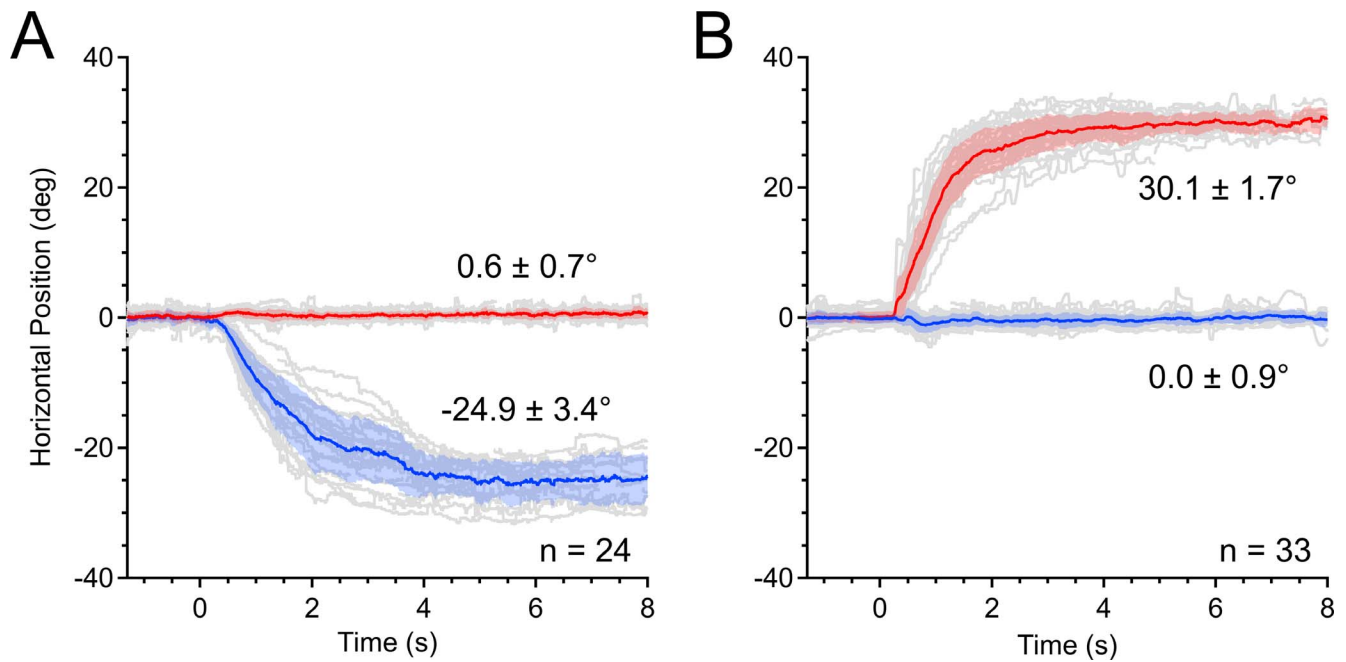 A
40
20
0
-20
-40
Horizontal Position (deg)
0.6 ± 0.7°
-24.9 ± 3.4°
n = 24
0 2 4 6 8
Time (s)
B
40
20
0
-20
-40
30.1 ± 1.7°
0.0 ± 0.9°
n = 33
0 2 4 6 8
Time (s)